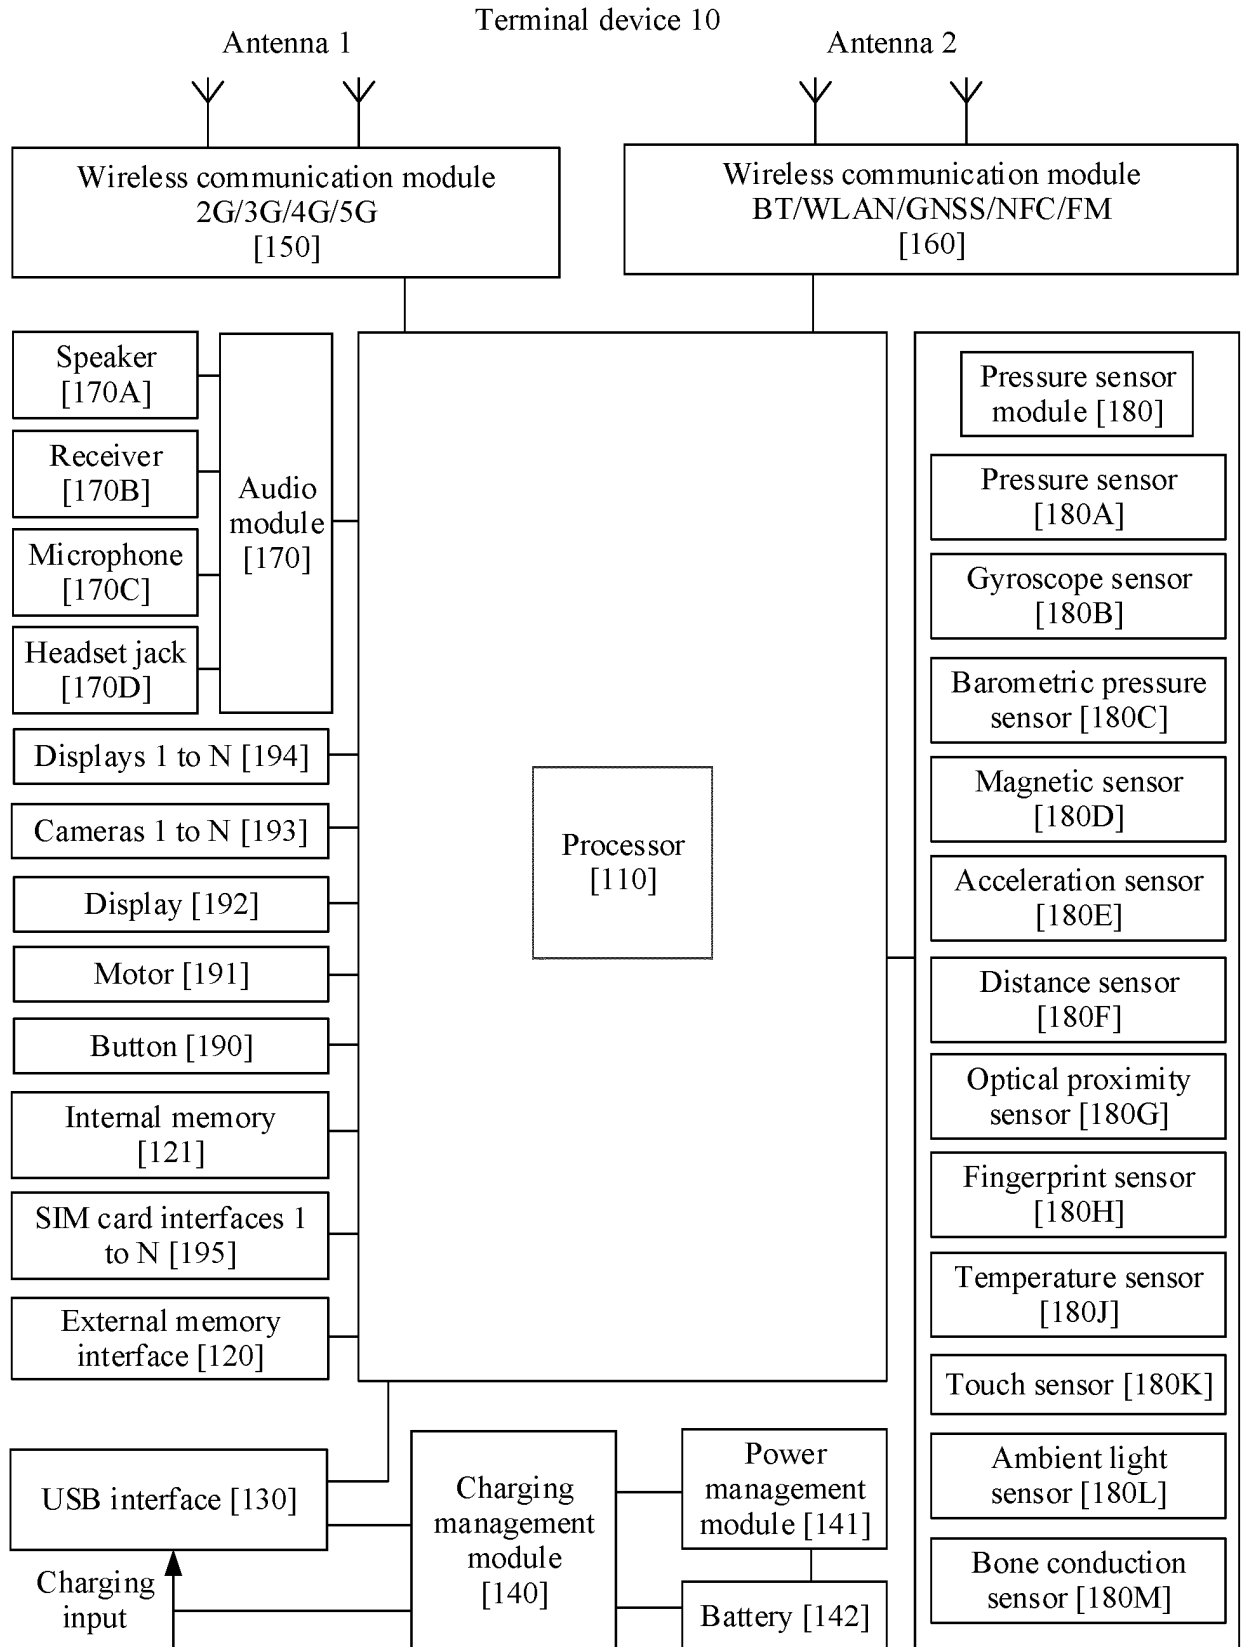 Terminal device 10
Antenna 1
Antenna 2
Wireless communication module
2G/3G/4G/5G
[150]
Wireless communication module
BT/WLAN/GNSS/NFC/FM
[160]
Speaker
[170A]
Receiver
[170B]
Microphone
[170C]
Headset jack
[170D]
Audio
module
[170]
Displays 1 to N [194]
Cameras 1 to N [193]
Display [192]
Motor [191]
Button [190]
Internal memory
[121]
SIM card interfaces 1
to N [195]
External memory
interface [120]
Processor
[110]
Pressure sensor
module [180]
Pressure sensor
[180A]
Gyroscope sensor
[180B]
Barometric pressure
sensor [180C]
Magnetic sensor
[180D]
Acceleration sensor
[180E]
Distance sensor
[180F]
Optical proximity
sensor [180G]
Fingerprint sensor
[180H]
Temperature sensor
[180J]
Touch sensor [180K]
Ambient light
sensor [180L]
Bone conduction
sensor [180M]
USB interface [130]
Charging
input
Charging
management
module
[140]
Power
management
module [141]
Battery [142]